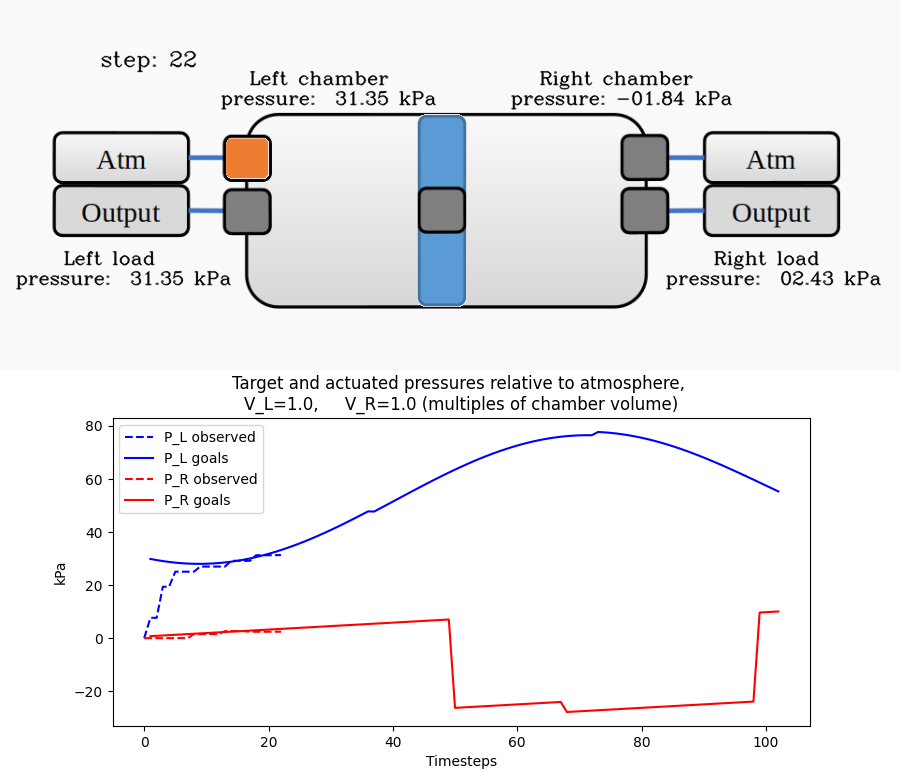 step: 22
Left chamber
pressure:  31.35 kPa
Right chamber
pressure: −01.84 kPa
Atm
Output
Atm
Output
Left load
pressure:  31.35 kPa
Right load
pressure:  02.43 kPa
Target and actuated pressures relative to atmosphere,
V_L=1.0,     V_R=1.0 (multiples of chamber volume)
P_L observed
P_L goals
P_R observed
P_R goals
kPa
80
60
40
20
0
−20
0 20 40 60 80 100
Timesteps